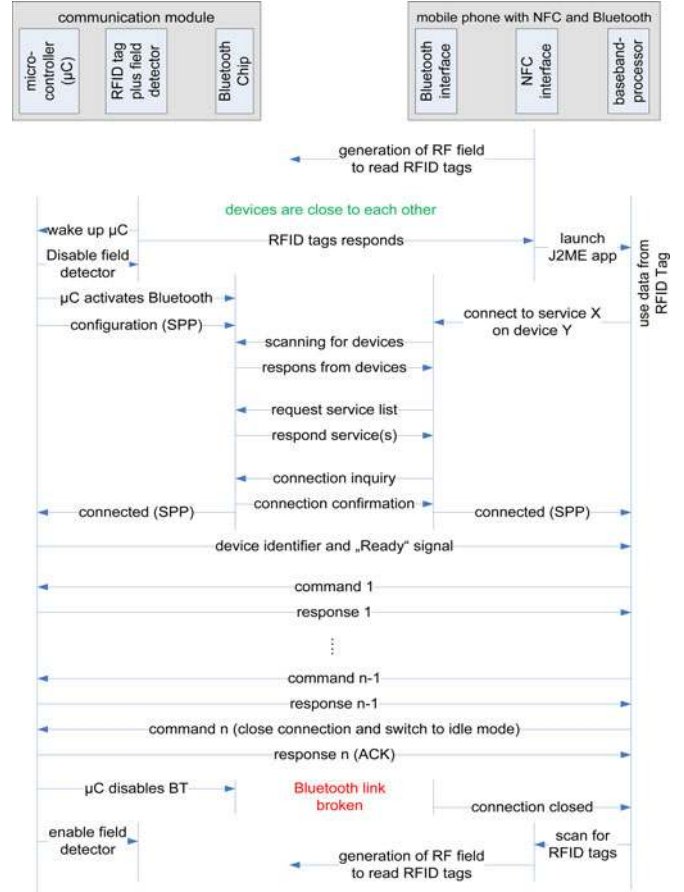 communication module
mobile phone with NFC and Bluetooth
micro-
controller
(µC)
RFID tag
plus field
detector
Bluetooth
Chip
Bluetooth
interface
NFC
interface
baseband-
processor
generation of RF field
to read RFID tags
devices are close to each other
wake up µC
RFID tags responds
launch
J2ME app
Disable field
detector
use data from
RFID Tag
µC activates Bluetooth
configuration (SPP)
connect to service X
on device Y
scanning for devices
respons from devices
request service list
respond service(s)
connection inquiry
connection confirmation
connected (SPP)
connected (SPP)
device identifier and „Ready“ signal
command 1
response 1
.....
command n-1
response n-1
command n (close connection and switch to idle mode)
response n (ACK)
µC disables BT
Bluetooth link
broken
connection closed
enable field
detector
scan for
RFID tags
generation of RF field
to read RFID tags